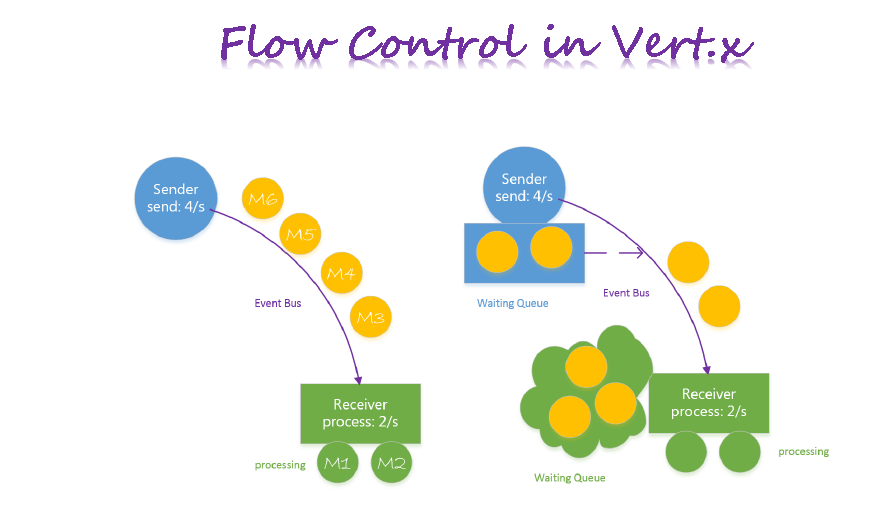 Flow Control in Vert.x
Sender
send: 4/s
M6
M5
M4
M3
Event Bus
Receiver
process: 2/s
processing
M1
M2
Sender
send: 4/s
Waiting Queue
Event Bus
Receiver
process: 2/s
processing
Waiting Queue